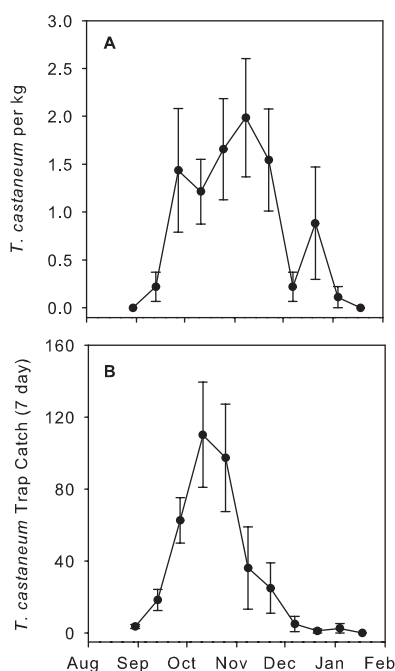 A
T. castaneum per kg
3.0
2.5
2.0
1.5
1.0
0.5
0.0
B
T. castaneum Trap Catch (7 day)
160
120
80
40
0
Aug Sep Oct Nov Dec Jan Feb